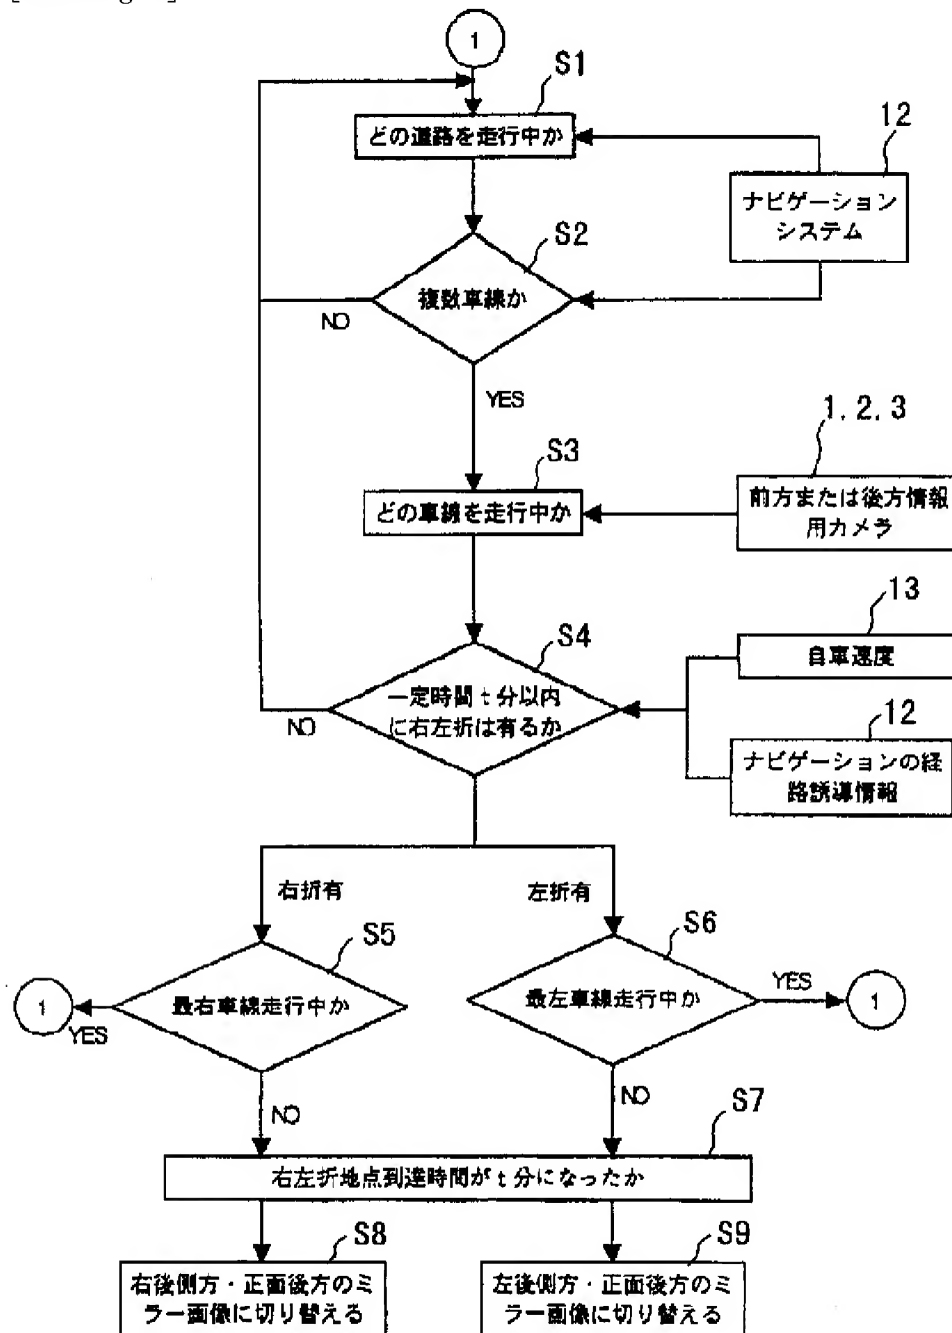 1
S1
どの道路を走行中か
12
ナビゲーション
システム
S2
複数車線か
NO
YES
1, 2, 3
S3
どの車線を走行中か
前方または後方情報
用カメラ
13
自車速度
S4
一定時間t分以内
に右左折は有るか
NO
12
ナビゲーションの経
路誘導情報
右折有
左折有
S5
最右車線走行中か
1
YES
NO
S6
最左車線走行中か
YES
1
NO
S7
右左折地点到達時間がt分になったか
S8
右後側方・正面後方のミ
ラー画像に切り替える
S9
左後側方・正面後方のミ
ラー画像に切り替える